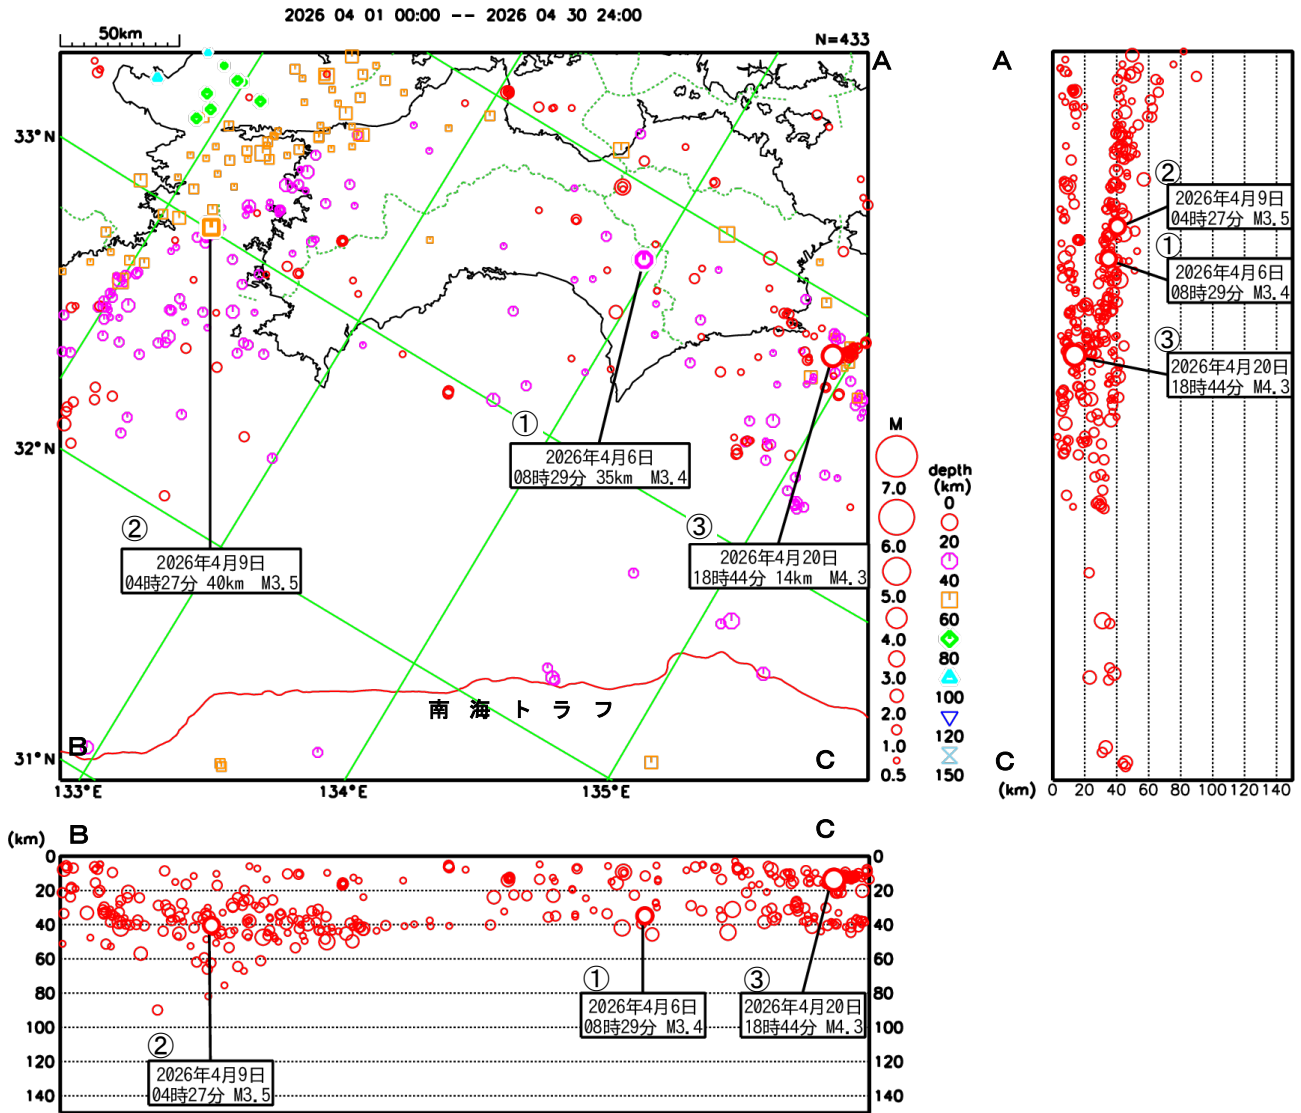 2026 04 01 00:00 -- 2026 04 30 24:00
50km
N=433
A
A
33°N
32°N
31°N
133°E
134°E
135°E
B
C
C
①
2026年4月6日
08時29分 35km M3.4
②
2026年4月9日
04時27分 40km M3.5
③
2026年4月20日
18時44分 14km M4.3
南海トラフ
M
7.0
6.0
5.0
4.0
3.0
2.0
1.0
0.5
depth
(km)
0
20
40
60
80
100
120
150
②
2026年4月9日
04時27分 M3.5
①
2026年4月6日
08時29分 M3.4
③
2026年4月20日
18時44分 M4.3
(km)
0 20 40 60 80 100 120 140
(km)
B
C
0
20
40
60
80
100
120
140
0
20
40
60
80
100
120
140
①
2026年4月6日
08時29分 M3.4
③
2026年4月20日
18時44分 M4.3
②
2026年4月9日
04時27分 M3.5